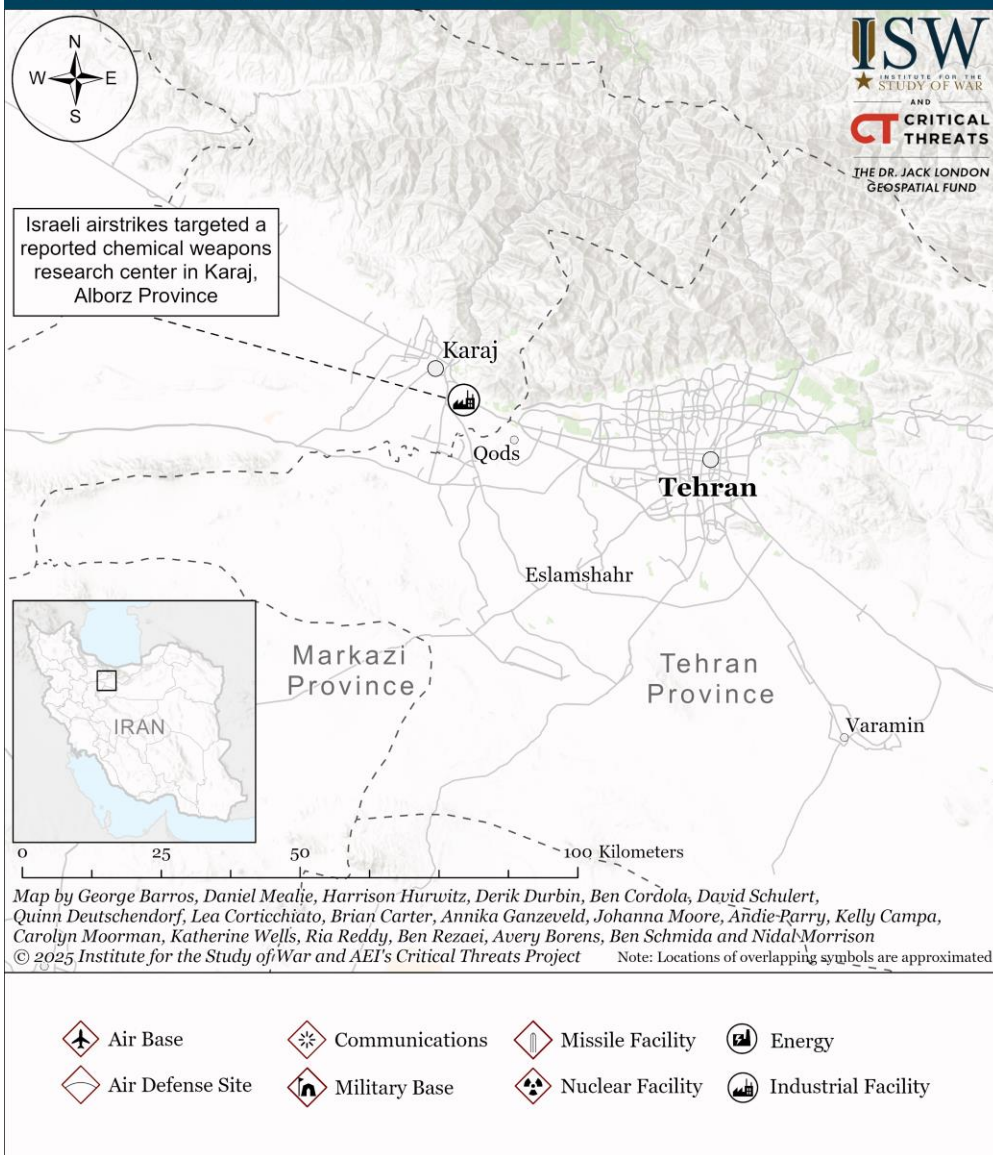 N
W E
S
ISW
INSTITUTE FOR THE
STUDY OF WAR
AND
CT CRITICAL
THREATS
THE DR. JACK LONDON
GEOSPATIAL FUND
Israeli airstrikes targeted a
reported chemical weapons
research center in Karaj,
Alborz Province
Karaj
Qods
Tehran
Eslamshahr
Markazi
Province
Tehran
Province
Varamin
IRAN
0 25 50 100 Kilometers
Map by George Barros, Daniel Mealie, Harrison Hurwitz, Derik Durbin, Ben Cordola, David Schulert,
Quinn Deutschendorf, Lea Corticchiato, Brian Carter, Annika Ganzeveld, Johanna Moore, Andie Parry, Kelly Campa,
Carolyn Moorman, Katherine Wells, Ria Reddy, Ben Rezaei, Avery Borens, Ben Schmida and Nidal Morrison
© 2025 Institute for the Study of War and AEI's Critical Threats Project Note: Locations of overlapping symbols are approximated
Air Base Communications Missile Facility Energy
Air Defense Site Military Base Nuclear Facility Industrial Facility